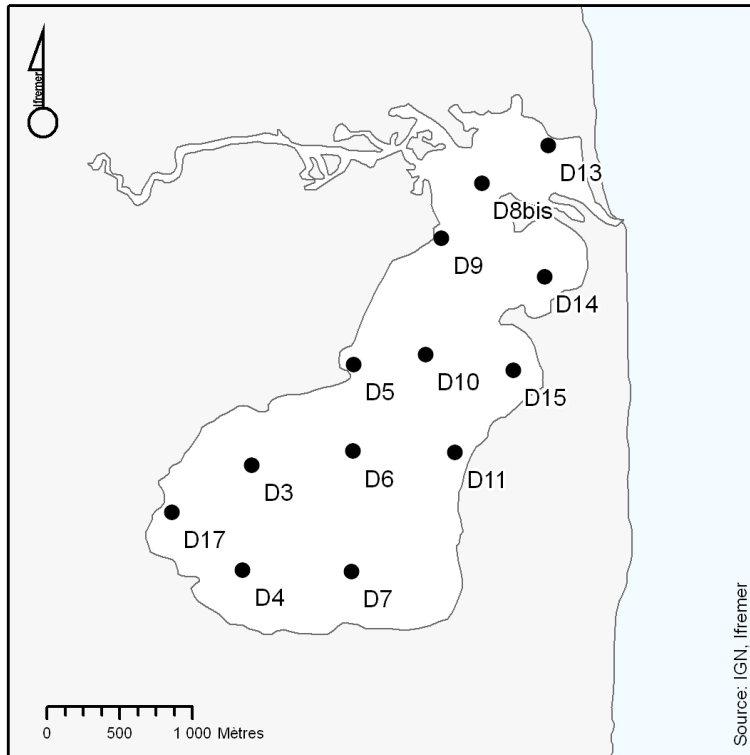 Ifremer
D13
D8bis
D9
D14
D10
D5
D15
D6
D3
D11
D17
D4
D7
0 500 1 000 Mètres
Source: IGN, Ifremer